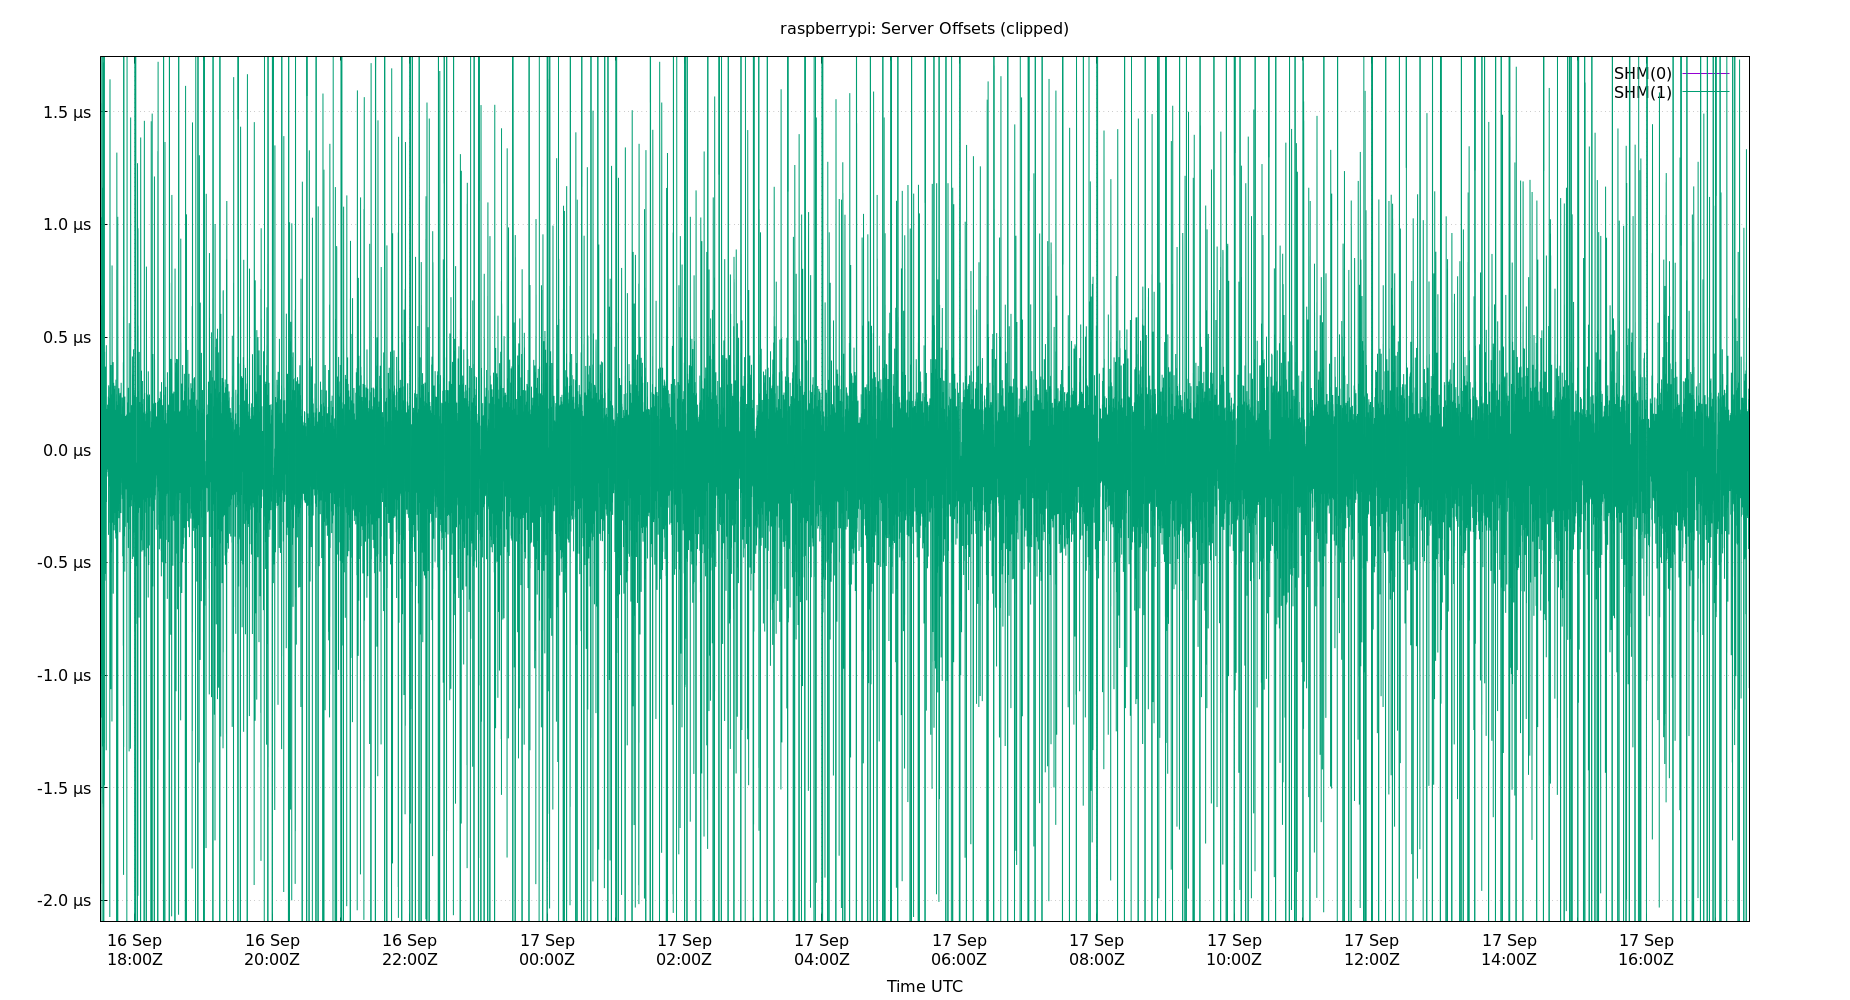 raspberrypi: Server Offsets (clipped)
SHM(0)
SHM(1)
1.5 µs
1.0 µs
0.5 µs
0.0 µs
-0.5 µs
-1.0 µs
-1.5 µs
-2.0 µs
16 Sep 16 Sep 16 Sep 17 Sep 17 Sep 17 Sep 17 Sep 17 Sep 17 Sep 17 Sep 17 Sep 17 Sep
18:00Z 20:00Z 22:00Z 00:00Z 02:00Z 04:00Z 06:00Z 08:00Z 10:00Z 12:00Z 14:00Z 16:00Z
Time UTC